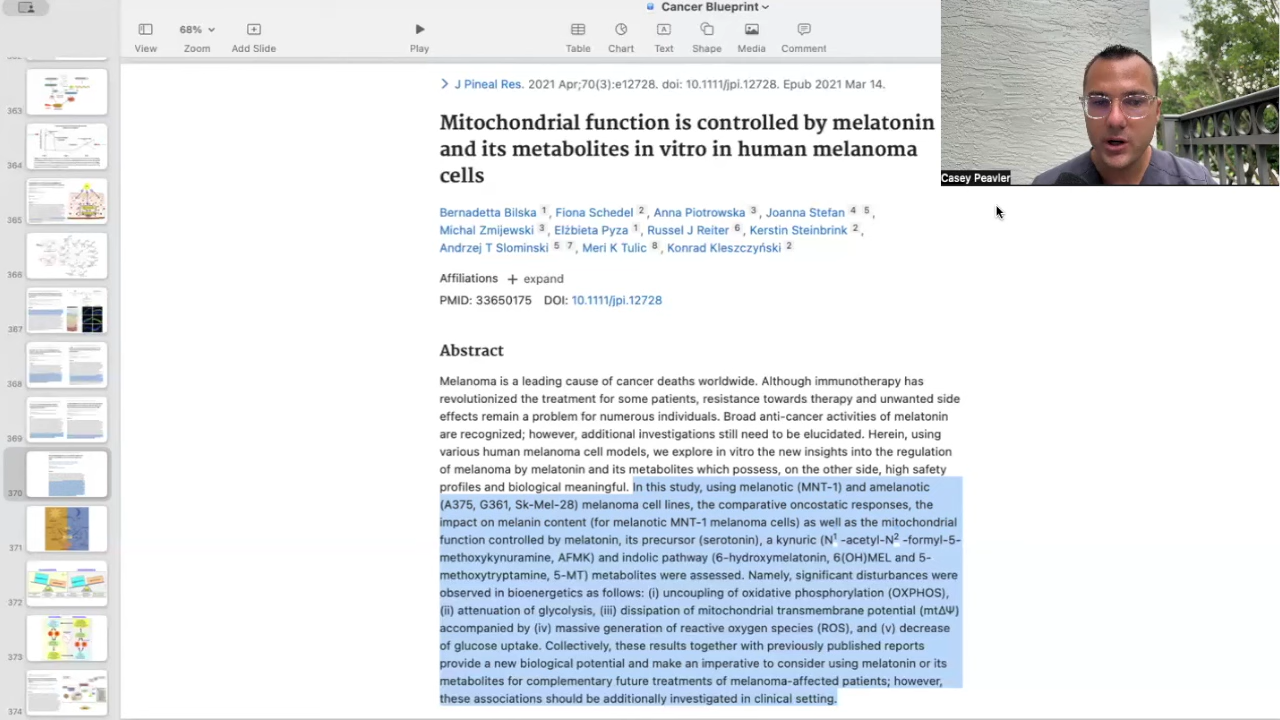 Cancer Blueprint
68%
View
Zoom
Add Slide
Play
Table
Chart
Text
Shape
Media
Comment
Casey Peavler
363
364
365
366
367
368
369
370
371
372
373
374
J Pineal Res. 2021 Apr;70(3):e12728. doi: 10.1111/jpi.12728. Epub 2021 Mar 14.
Mitochondrial function is controlled by melatonin
and its metabolites in vitro in human melanoma
cells
Bernadetta Bilska 1, Fiona Schedel 2, Anna Piotrowska 3, Joanna Stefan 4 5,
Michal Zmijewski 3, Elżbieta Pyza 1, Russel J Reiter 6, Kerstin Steinbrink 2,
Andrzej T Slominski 5 7, Meri K Tulic 8, Konrad Kleszczyński 2
Affiliations + expand
PMID: 33650175 DOI: 10.1111/jpi.12728
Abstract
Melanoma is a leading cause of cancer deaths worldwide. Although immunotherapy has
revolutionized the treatment for some patients, resistance towards therapy and unwanted side
effects remain a problem for numerous individuals. Broad anti-cancer activities of melatonin
are recognized; however, additional investigations still need to be elucidated. Herein, using
various human melanoma cell models, we explore in vitro the new insights into the regulation
of melanoma by melatonin and its metabolites which possess, on the other side, high safety
profiles and biological meaningful. In this study, using melanotic (MNT-1) and amelanotic
(A375, G361, Sk-Mel-28) melanoma cell lines, the comparative oncostatic responses, the
impact on melanin content (for melanotic MNT-1 melanoma cells) as well as the mitochondrial
function controlled by melatonin, its precursor (serotonin), a kynuric (N1 -acetyl-N2 -formyl-5-
methoxykynuramine, AFMK) and indolic pathway (6-hydroxymelatonin, 6(OH)MEL and 5-
methoxytryptamine, 5-MT) metabolites were assessed. Namely, significant disturbances were
observed in bioenergetics as follows: (i) uncoupling of oxidative phosphorylation (OXPHOS),
(ii) attenuation of glycolysis, (iii) dissipation of mitochondrial transmembrane potential (mtΔΨ)
accompanied by (iv) massive generation of reactive oxygen species (ROS), and (v) decrease
of glucose uptake. Collectively, these results together with previously published reports
provide a new biological potential and make an imperative to consider using melatonin or its
metabolites for complementary future treatments of melanoma-affected patients; however,
these associations should be additionally investigated in clinical setting.